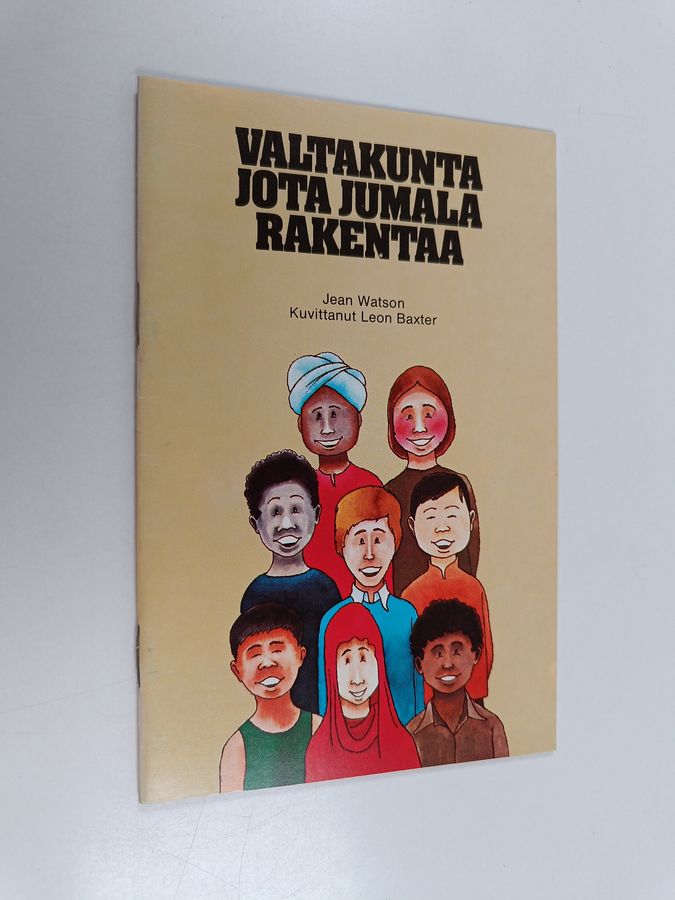 VALTAKUNTA
JOTA JUMALA
RAKENTAA
Jean Watson
Kuvittanut Leon Baxter